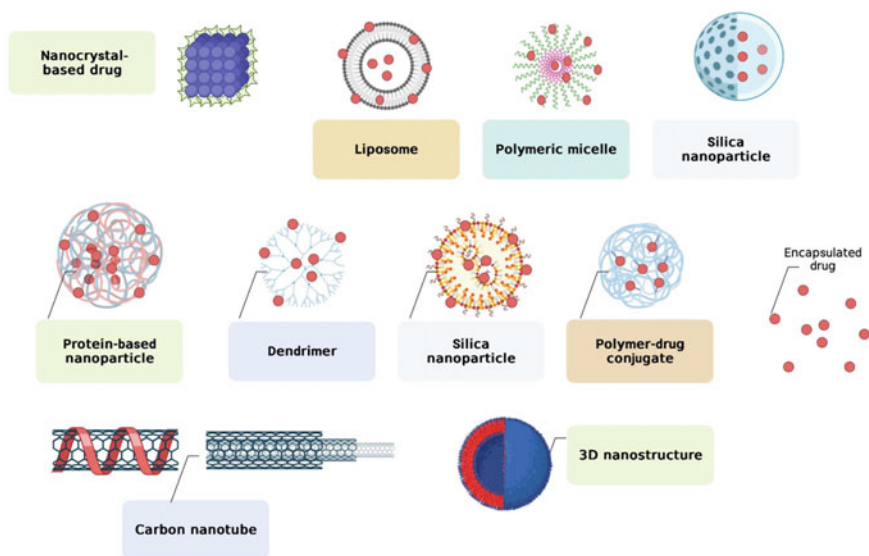 Nanocrystal-
based drug
Liposome
Polymeric micelle
Silica
nanoparticle
Protein-based
nanoparticle
Dendrimer
Silica
nanoparticle
Polymer-drug
conjugate
Encapsulated
drug
Carbon nanotube
3D nanostructure